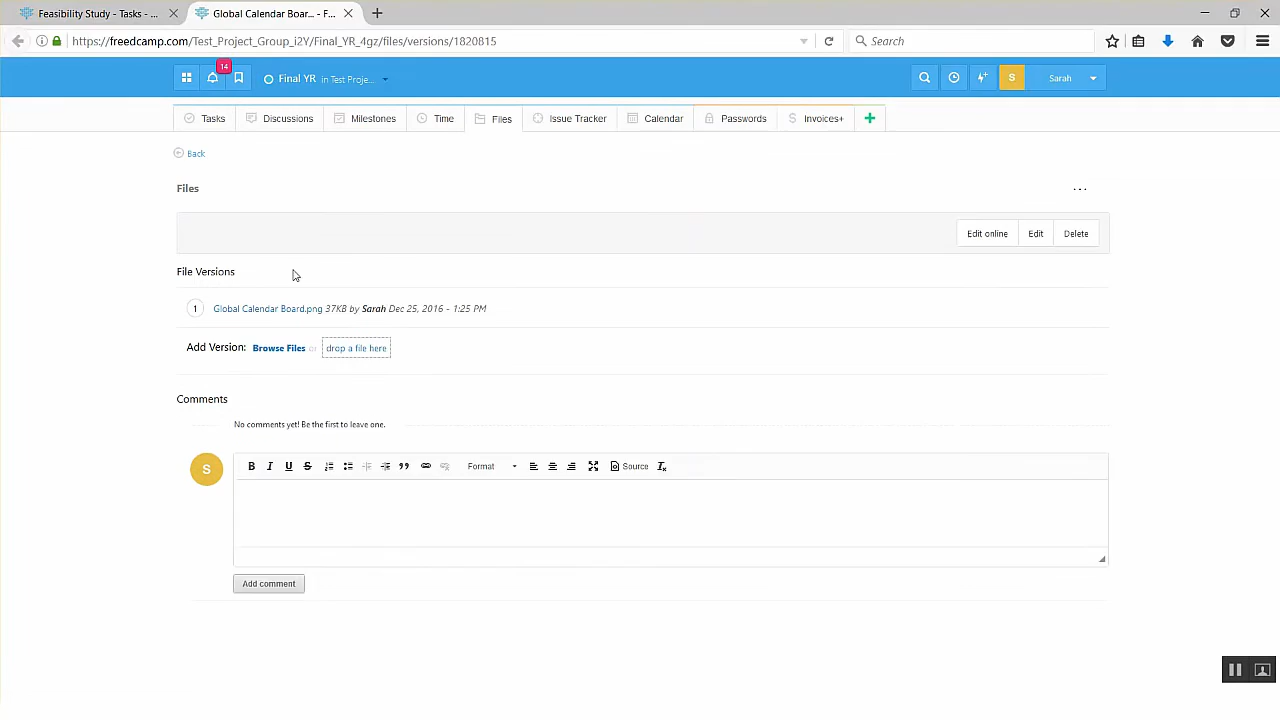 Feasibility Study - Tasks - ...
Global Calendar Boar... - F...
https://freedcamp.com/Test_Project_Group_i2Y/Final_YR_4gz/files/versions/1820815
Search
14
Final YR in Test Proje...
S
Sarah
Tasks
Discussions
Milestones
Time
Files
Issue Tracker
Calendar
Passwords
Invoices+
Back
Files
...
Edit online
Edit
Delete
File Versions
1 Global Calendar Board.png 37KB by Sarah Dec 25, 2016 - 1:25 PM
Add Version: Browse Files or drop a file here
Comments
No comments yet! Be the first to leave one.
S
B I U S Format Source
Add comment